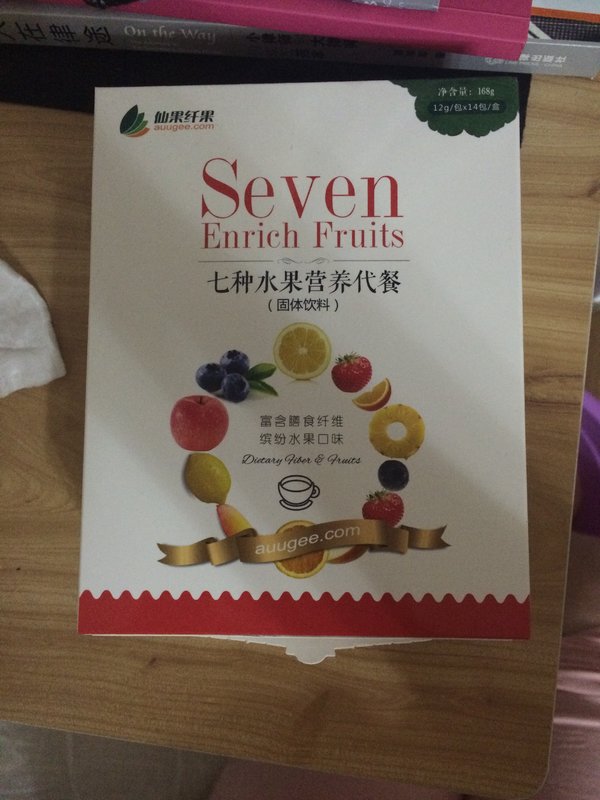 On the Way
仙果纤果
auugee.com
净含量：168g
12g/包x14包/盒
Seven
Enrich Fruits
七种水果营养代餐
（固体饮料）
富含膳食纤维
缤纷水果口味
Dietary Fiber & Fruits
auugee.com